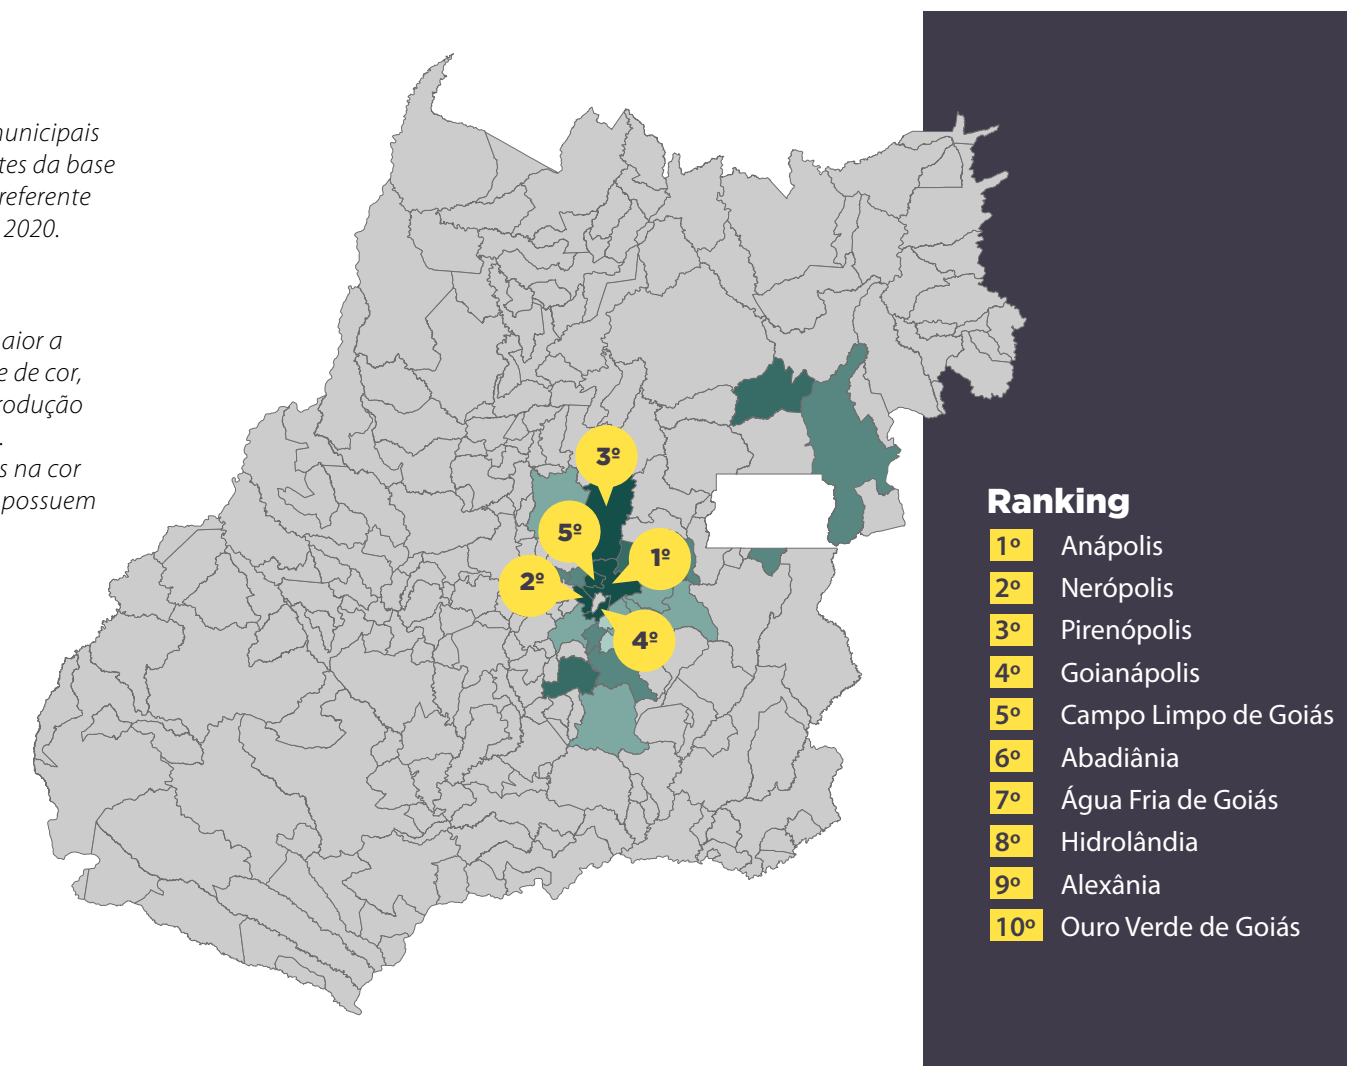 nunicipais
tes da base
referente
2020.
aior a
e de cor,
rodução
.
s na cor
possuem
3º
5º
1º
2º
4º
Ranking
1º Anápolis
2º Nerópolis
3º Pirenópolis
4º Goianápolis
5º Campo Limpo de Goiás
6º Abadiânia
7º Água Fria de Goiás
8º Hidrolândia
9º Alexânia
10º Ouro Verde de Goiás